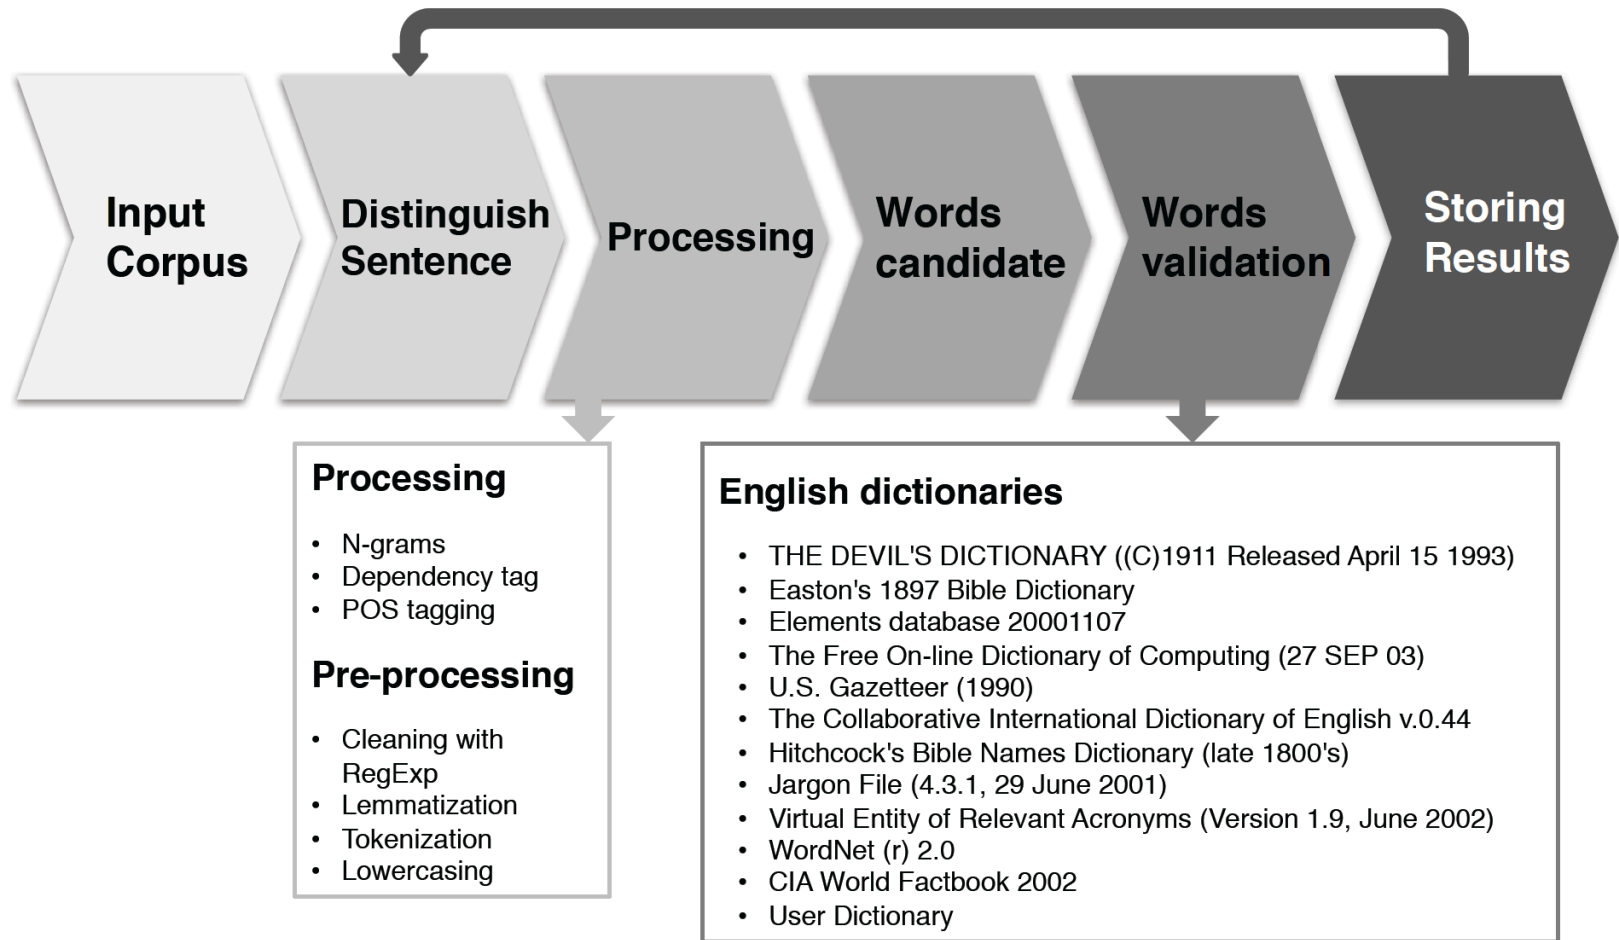 Input
Corpus
Distinguish
Sentence
Processing
Words
candidate
Words
validation
Storing
Results
Processing
• N-grams
• Dependency tag
• POS tagging
Pre-processing
• Cleaning with
RegExp
• Lemmatization
• Tokenization
• Lowercasing
English dictionaries
• THE DEVIL'S DICTIONARY ((C)1911 Released April 15 1993)
• Easton's 1897 Bible Dictionary
• Elements database 20001107
• The Free On-line Dictionary of Computing (27 SEP 03)
• U.S. Gazetteer (1990)
• The Collaborative International Dictionary of English v.0.44
• Hitchcock's Bible Names Dictionary (late 1800's)
• Jargon File (4.3.1, 29 June 2001)
• Virtual Entity of Relevant Acronyms (Version 1.9, June 2002)
• WordNet (r) 2.0
• CIA World Factbook 2002
• User Dictionary